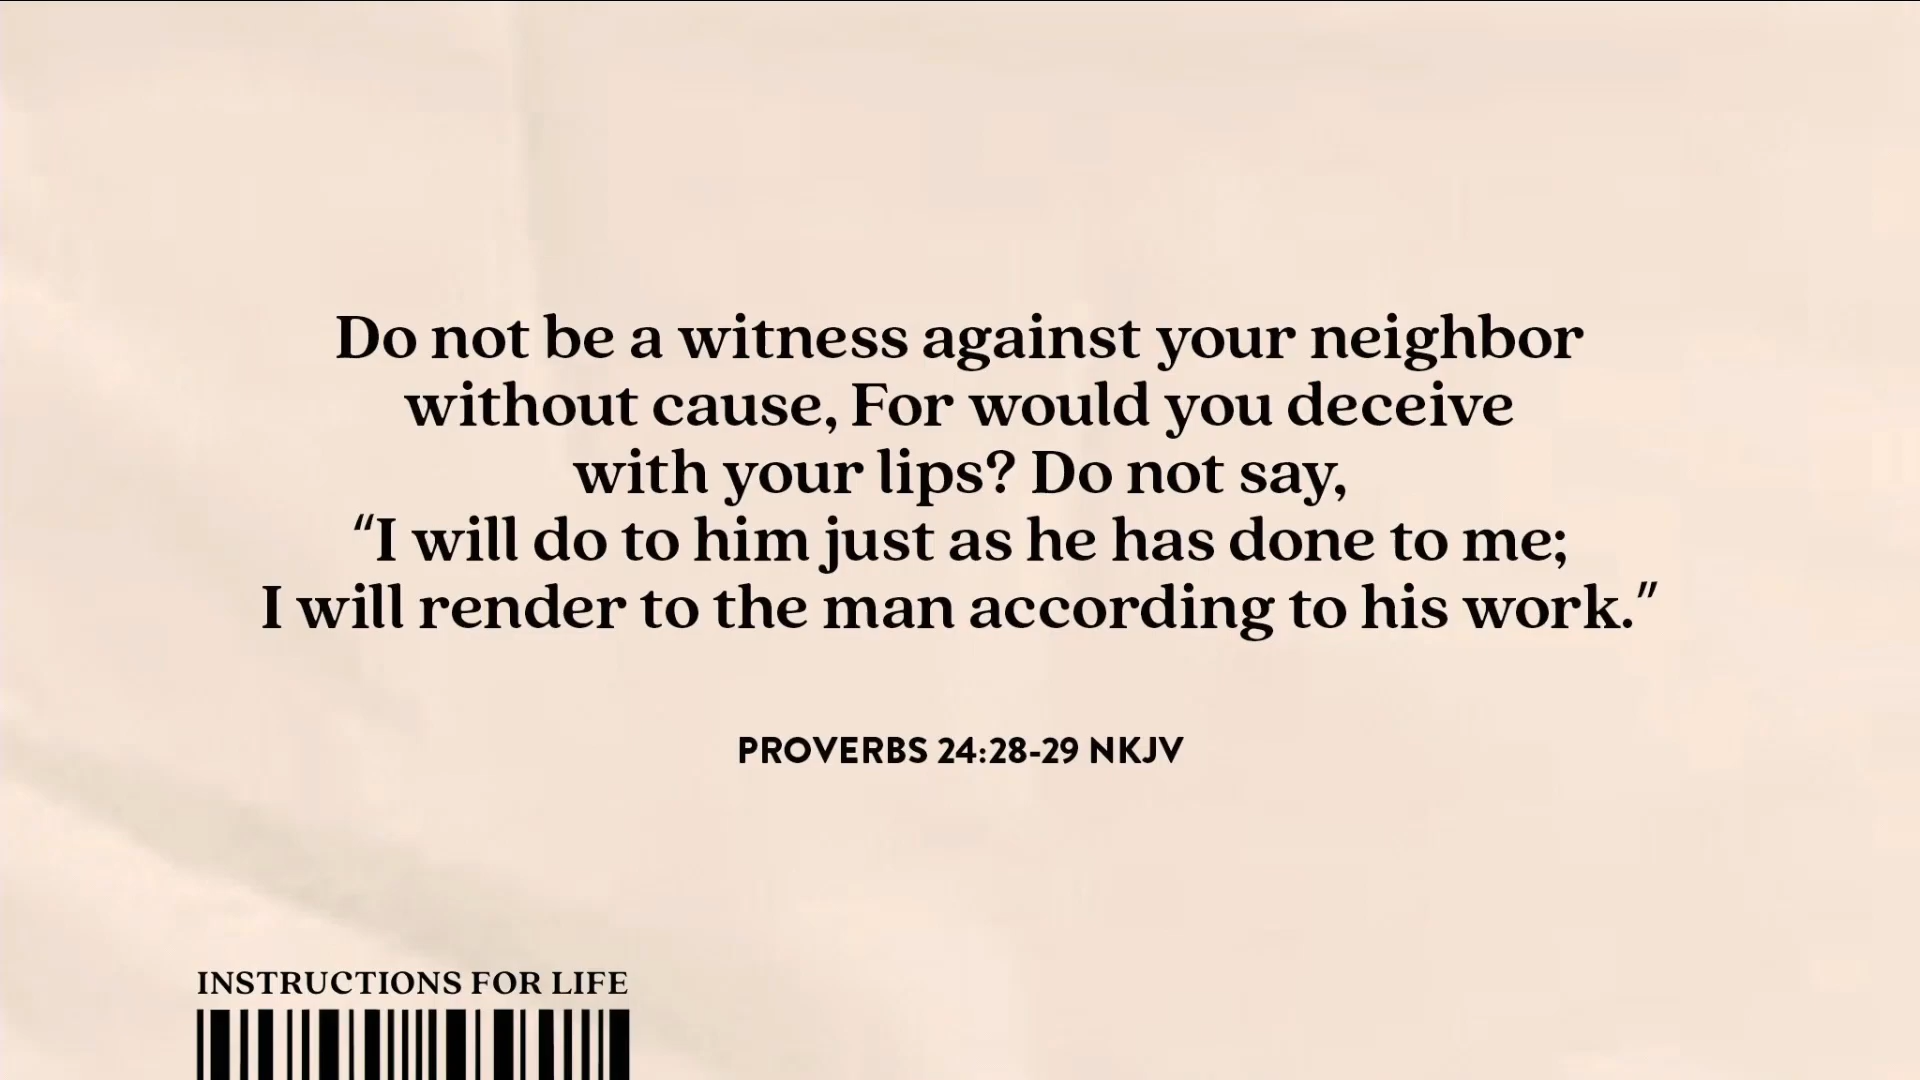 Do not be a witness against your neighbor
without cause, For would you deceive
with your lips? Do not say,
“I will do to him just as he has done to me;
I will render to the man according to his work.”
PROVERBS 24:28-29 NKJV
INSTRUCTIONS FOR LIFE